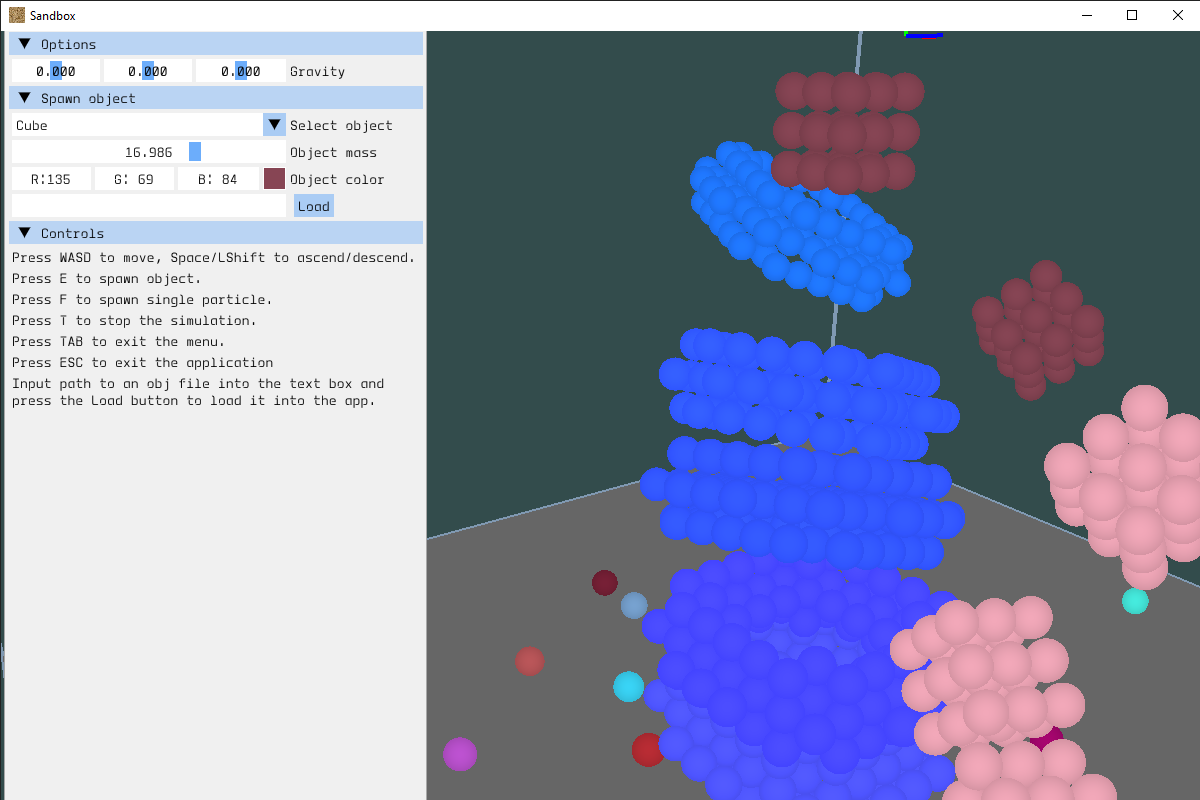 Sandbox
Options
0.000 0.000 0.000 Gravity
Spawn object
Cube Select object
16.986 Object mass
R:135 G: 69 B: 84 Object color
Load
Controls
Press WASD to move, Space/LShift to ascend/descend.
Press E to spawn object.
Press F to spawn single particle.
Press T to stop the simulation.
Press TAB to exit the menu.
Press ESC to exit the application
Input path to an obj file into the text box and
press the Load button to load it into the app.